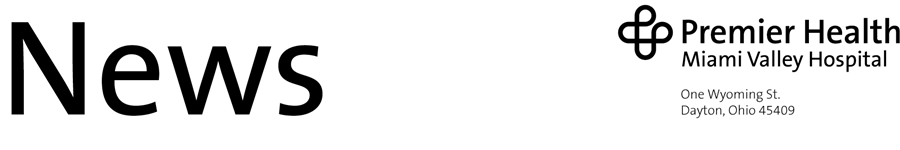 News
Premier Health
Miami Valley Hospital
One Wyoming St.
Dayton, Ohio 45409